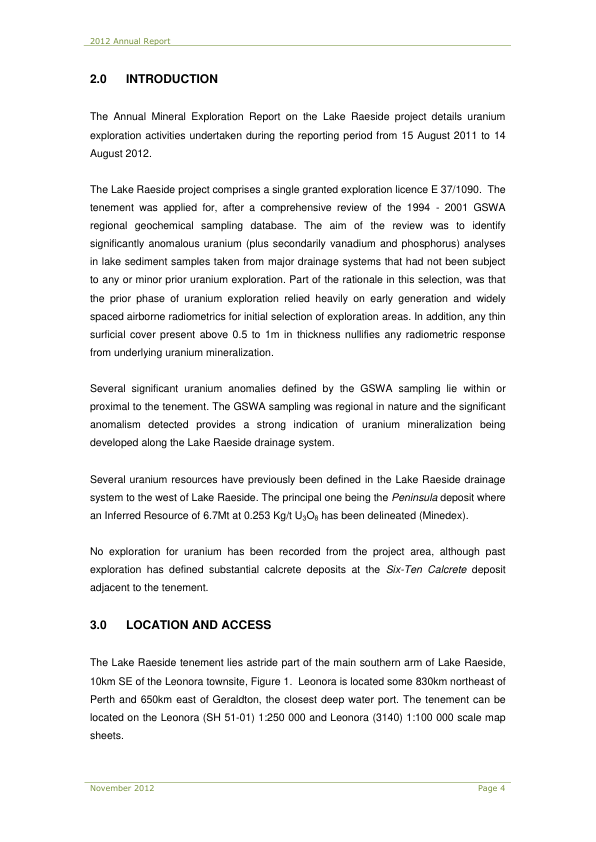 2012 Annual Report
2.0 INTRODUCTION
The Annual Mineral Exploration Report on the Lake Raeside project details uranium
exploration activities undertaken during the reporting period from 15 August 2011 to 14
August 2012.
The Lake Raeside project comprises a single granted exploration licence E 37/1090. The
tenement was applied for, after a comprehensive review of the 1994 - 2001 GSWA
regional geochemical sampling database. The aim of the review was to identify
significantly anomalous uranium (plus secondarily vanadium and phosphorus) analyses
in lake sediment samples taken from major drainage systems that had not been subject
to any or minor prior uranium exploration. Part of the rationale in this selection, was that
the prior phase of uranium exploration relied heavily on early generation and widely
spaced airborne radiometrics for initial selection of exploration areas. In addition, any thin
surficial cover present above 0.5 to 1m in thickness nullifies any radiometric response
from underlying uranium mineralization.
Several significant uranium anomalies defined by the GSWA sampling lie within or
proximal to the tenement. The GSWA sampling was regional in nature and the significant
anomalism detected provides a strong indication of uranium mineralization being
developed along the Lake Raeside drainage system.
Several uranium resources have previously been defined in the Lake Raeside drainage
system to the west of Lake Raeside. The principal one being the Peninsula deposit where
an Inferred Resource of 6.7Mt at 0.253 Kg/t U₃O₈ has been delineated (Minedex).
No exploration for uranium has been recorded from the project area, although past
exploration has defined substantial calcrete deposits at the Six-Ten Calcrete deposit
adjacent to the tenement.
3.0 LOCATION AND ACCESS
The Lake Raeside tenement lies astride part of the main southern arm of Lake Raeside,
10km SE of the Leonora townsite, Figure 1. Leonora is located some 830km northeast of
Perth and 650km east of Geraldton, the closest deep water port. The tenement can be
located on the Leonora (SH 51-01) 1:250 000 and Leonora (3140) 1:100 000 scale map
sheets.
November 2012 Page 4